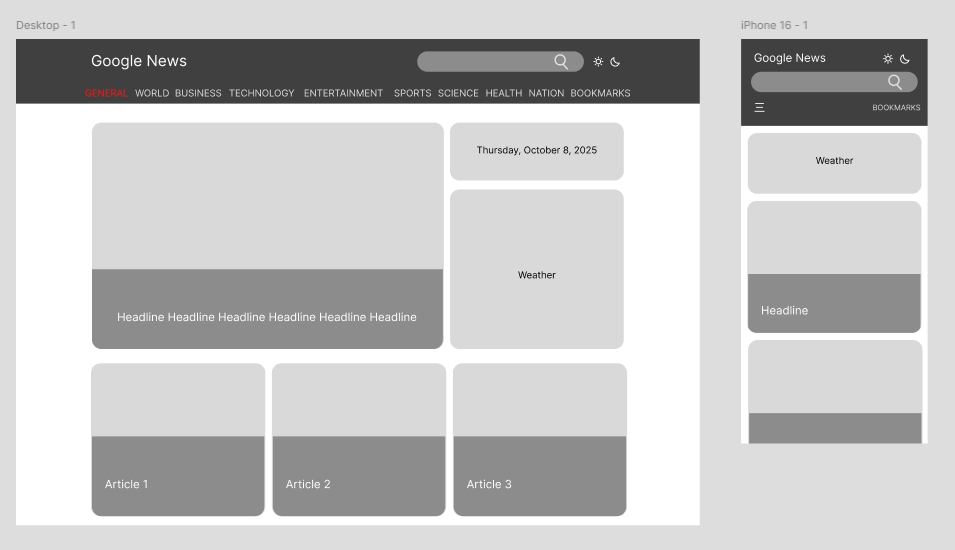 Desktop - 1
Google News
GENERAL WORLD BUSINESS TECHNOLOGY ENTERTAINMENT SPORTS SCIENCE HEALTH NATION BOOKMARKS
Thursday, October 8, 2025
Weather
Headline Headline Headline Headline Headline Headline
Article 1
Article 2
Article 3
iPhone 16 - 1
Google News
BOOKMARKS
Weather
Headline